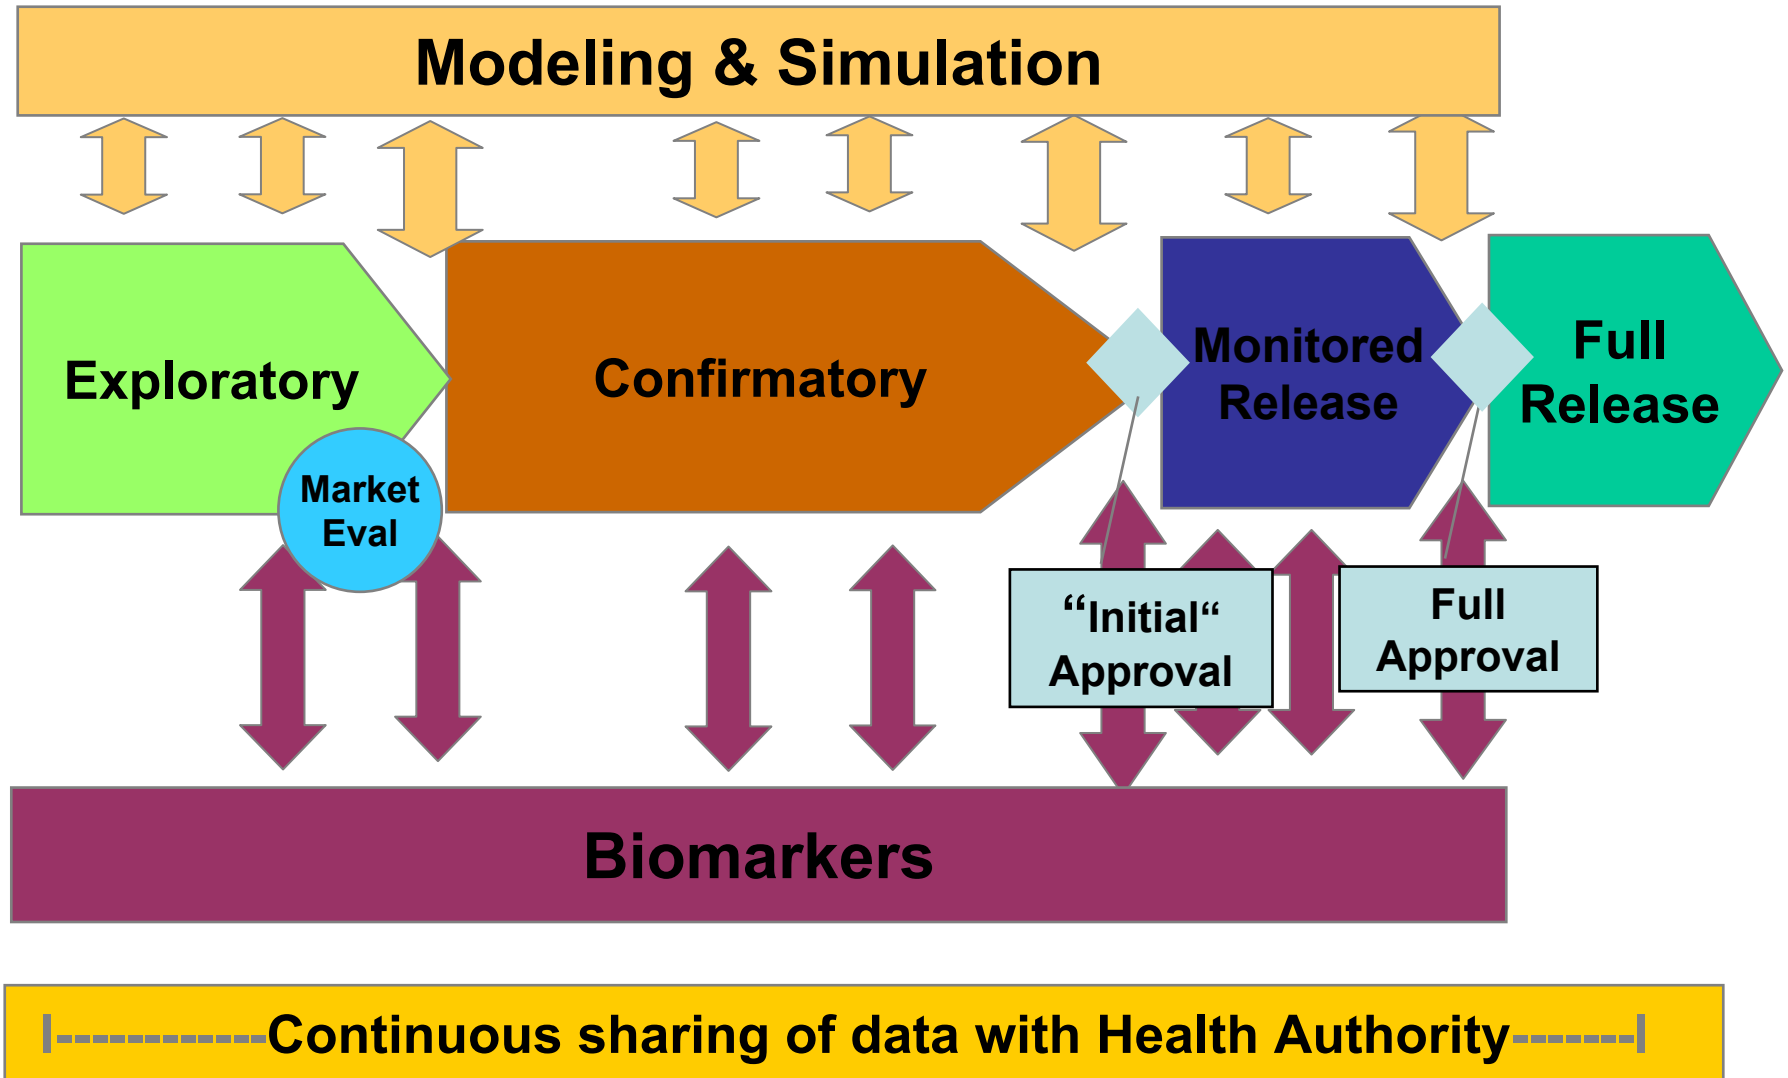 Modeling & Simulation
Exploratory
Confirmatory
Monitored
Release
Full
Release
Market
Eval
“Initial“
Approval
Full
Approval
Biomarkers
|------------Continuous sharing of data with Health Authority-------|